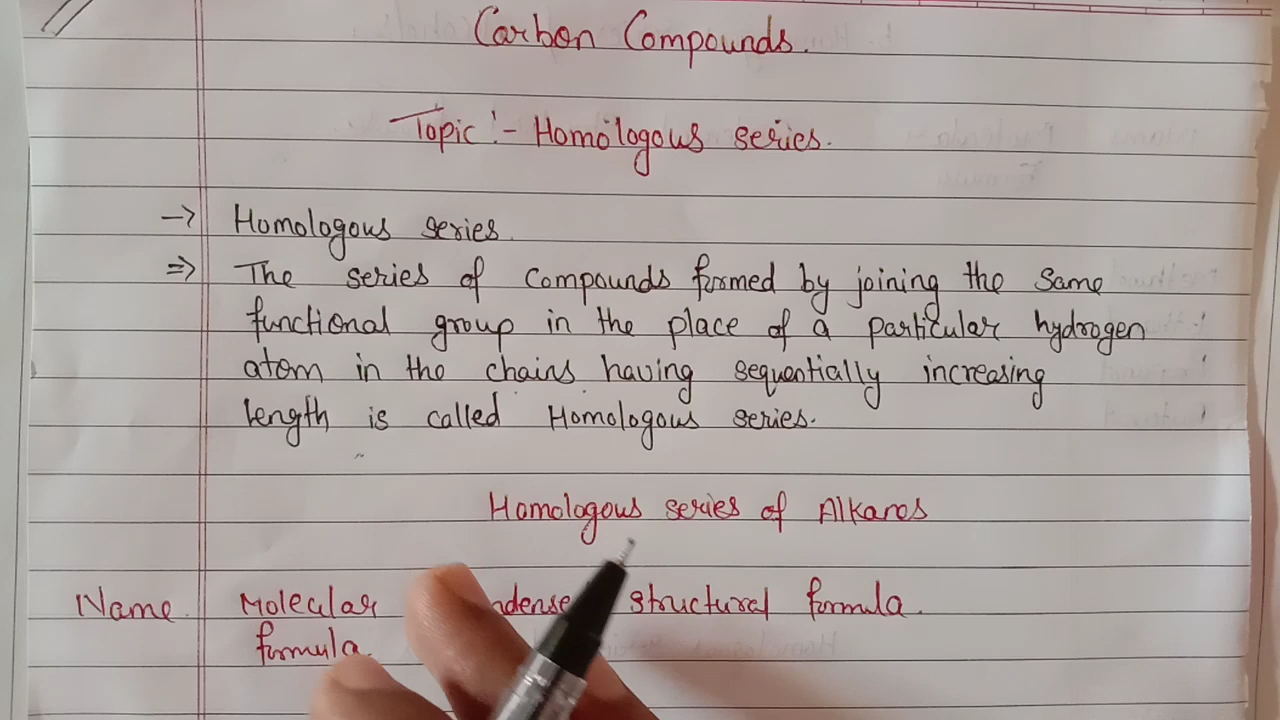 Carbon Compounds.
Topic :- Homologous series.
→ Homologous series.
⇒ The series of compounds formed by joining the same
functional group in the place of a particular hydrogen
atom in the chains having sequentially increasing
length is called Homologous series.
Homologous series of Alkanes
Name Molecular structural formula.
formula.